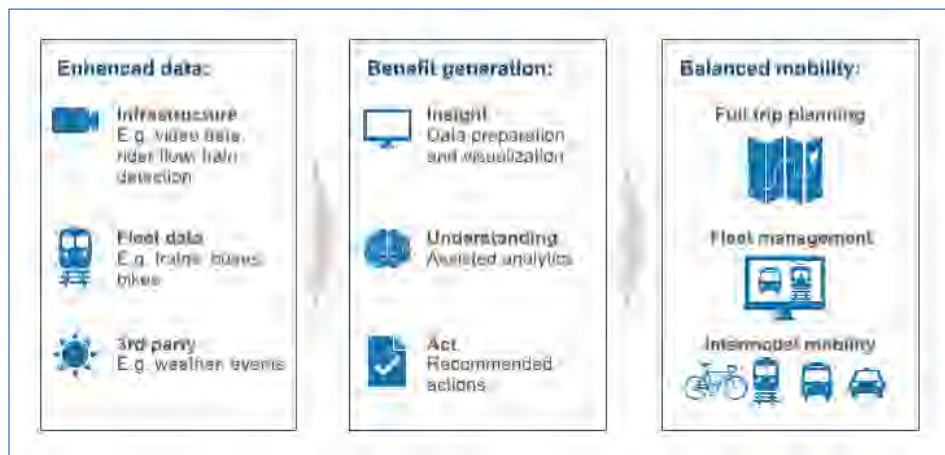 Enhanced data:
Infrastructure
E.g. video data,
rider flow, train
detection
Fleet data
E.g. trains, buses,
bikes
3rd party
E.g. weather, events
Benefit generation:
Insight
Data preparation
and visualization
Understanding
Assisted analytics
Act
Recommended
actions
Balanced mobility:
Full trip planning
Fleet management
Intermodel mobility